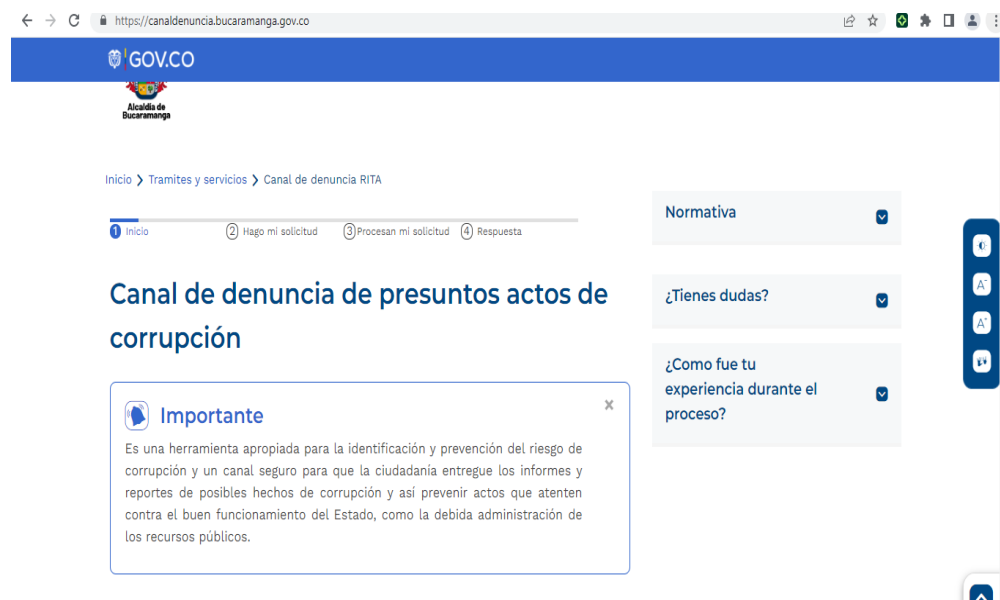 https://canaldenuncia.bucaramanga.gov.co
GOV.CO
Alcaldía de
Bucaramanga
Inicio ❯ Tramites y servicios ❯ Canal de denuncia RITA
1 Inicio 2 Hago mi solicitud 3 Procesan mi solicitud 4 Respuesta
Canal de denuncia de presuntos actos de
corrupción
Importante
Es una herramienta apropiada para la identificación y prevención del riesgo de
corrupción y un canal seguro para que la ciudadanía entregue los informes y
reportes de posibles hechos de corrupción y así prevenir actos que atenten
contra el buen funcionamiento del Estado, como la debida administración de
los recursos públicos.
Normativa
¿Tienes dudas?
¿Como fue tu
experiencia durante el
proceso?
A-
A+